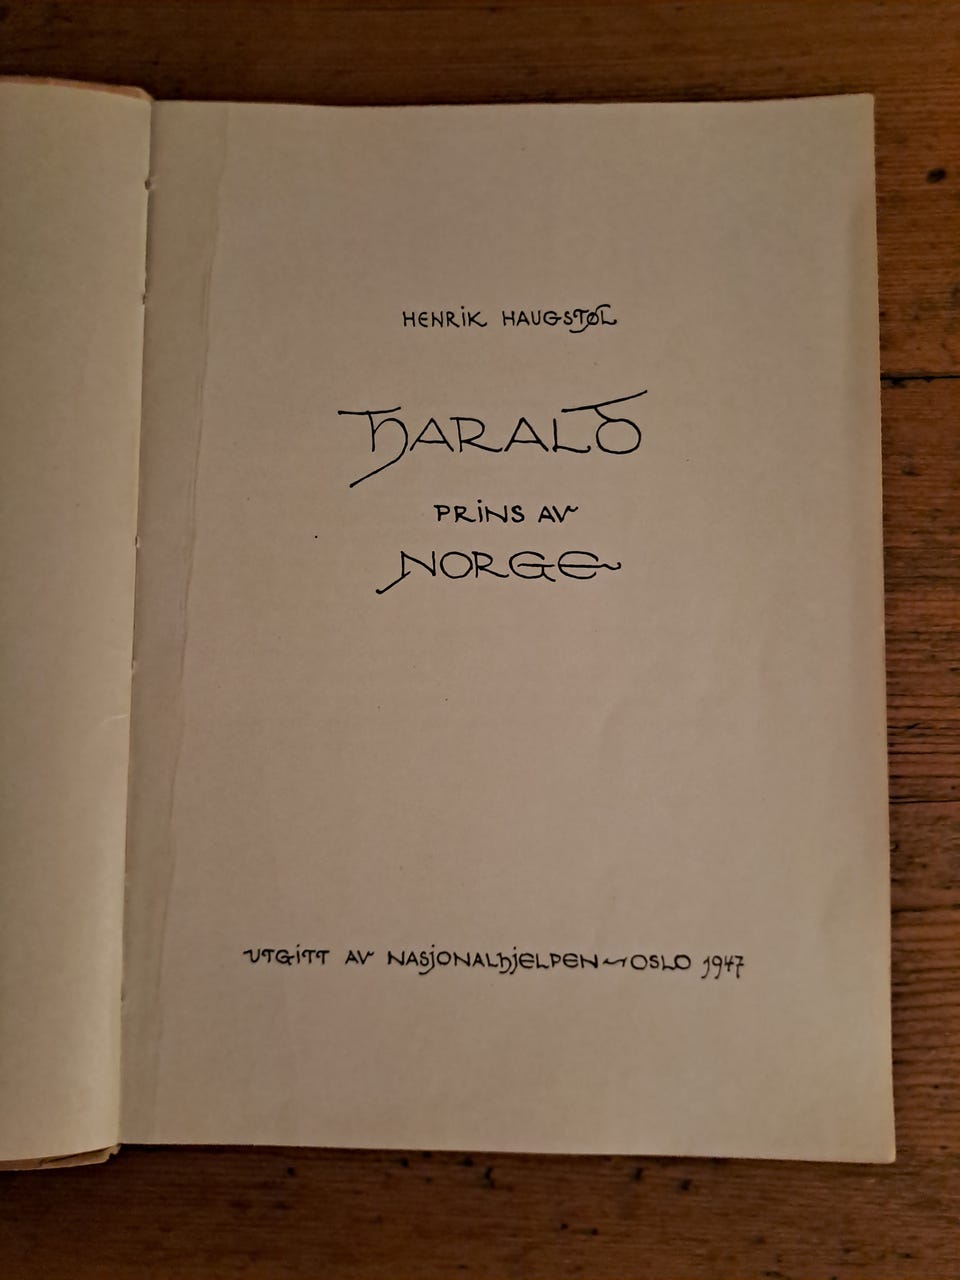 HENRIK HAUGSTØL
HARALD
PRINS AV
NORGE
UTGITT AV NASJONALHJELPEN ~ OSLO 1947